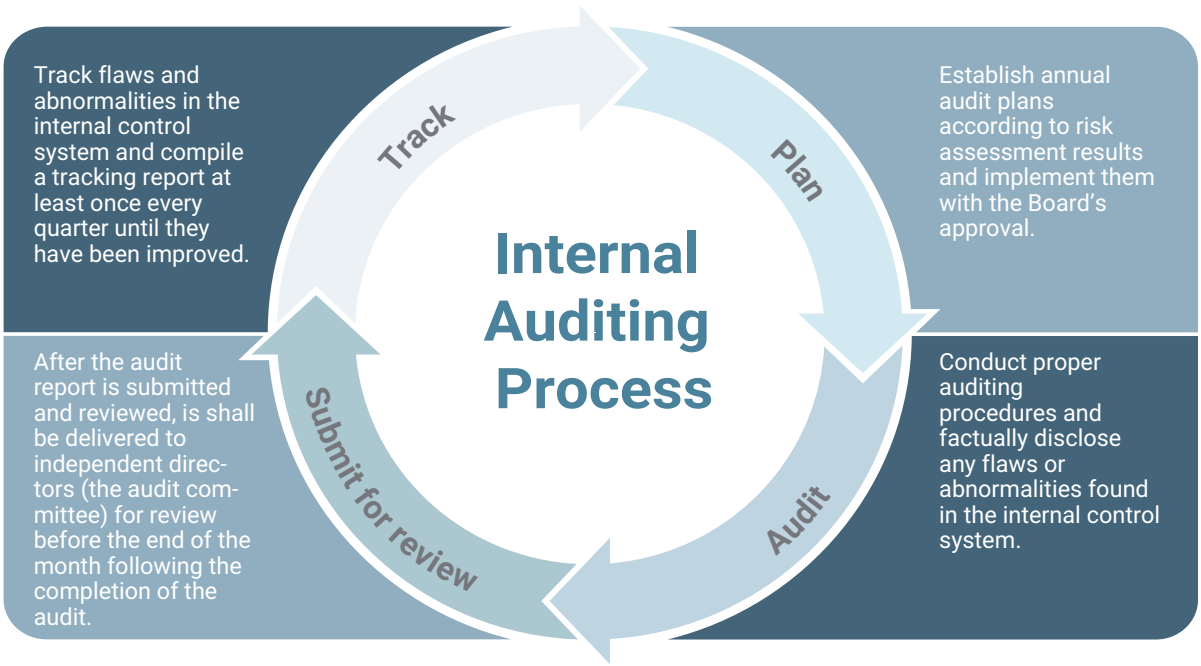 Track flaws and
abnormalities in the
internal control
system and compile
a tracking report at
least once every
quarter until they
have been improved.
Track
Plan
Establish annual
audit plans
according to risk
assessment results
and implement them
with the Board’s
approval.
Internal
Auditing
Process
After the audit
report is submitted
and reviewed, is shall
be delivered to
independent direc-
tors (the audit com-
mittee) for review
before the end of the
month following the
completion of the
audit.
Submit for review
Audit
Conduct proper
auditing
procedures and
factually disclose
any flaws or
abnormalities found
in the internal control
system.